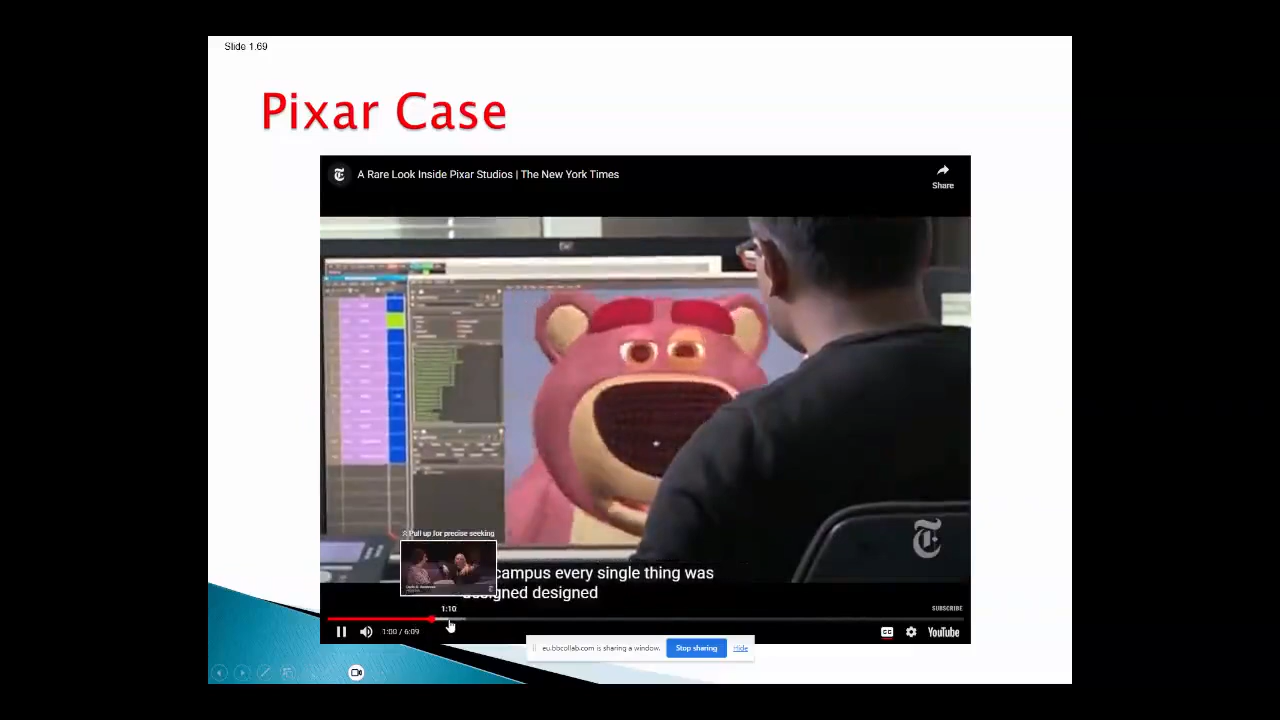 Slide 1.69
Pixar Case
A Rare Look Inside Pixar Studios | The New York Times
Share
Pull up for precise seeking
campus every single thing was
designed
1:10
SUBSCRIBE
1:00 / 6:09
CC
YouTube
eu.bbcollab.com is sharing a window.
Stop sharing
Hide